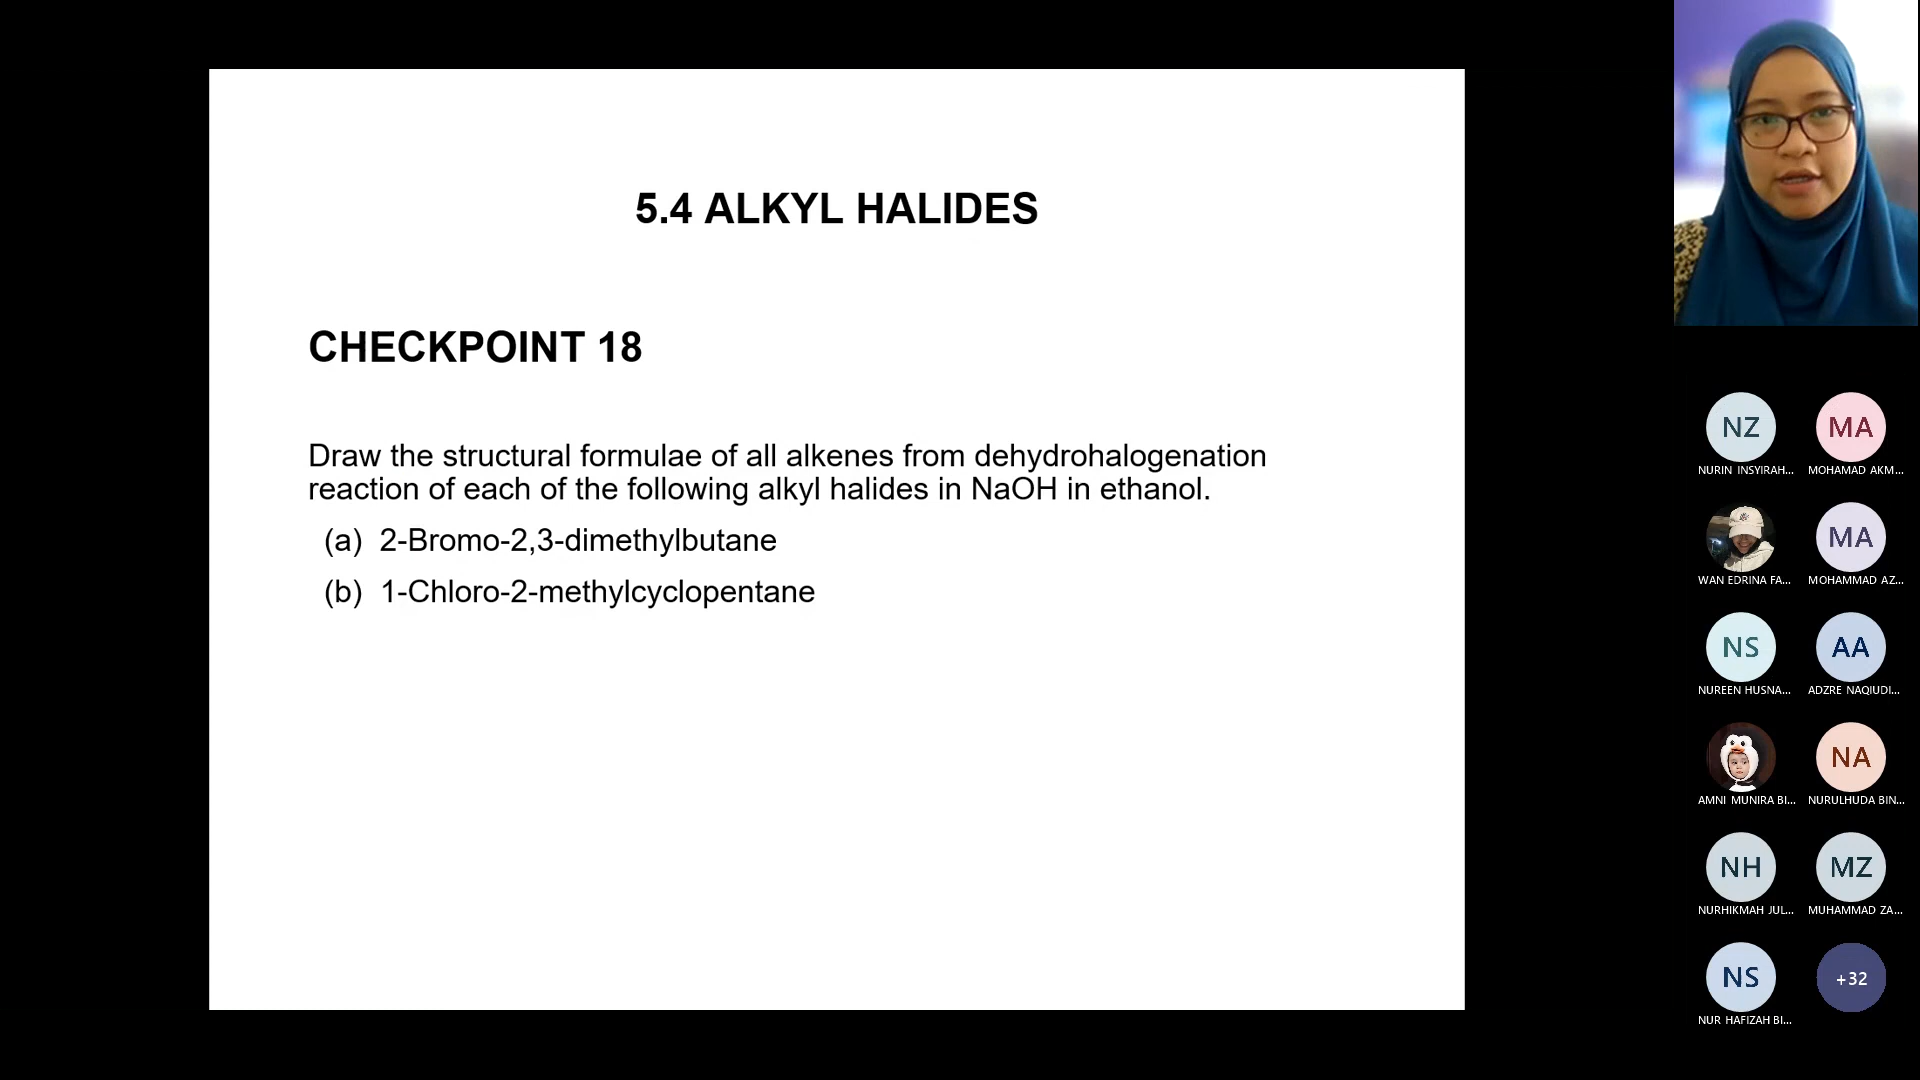 5.4 ALKYL HALIDES
CHECKPOINT 18
Draw the structural formulae of all alkenes from dehydrohalogenation
reaction of each of the following alkyl halides in NaOH in ethanol.
(a) 2-Bromo-2,3-dimethylbutane
(b) 1-Chloro-2-methylcyclopentane
NZ MA
NURIN INSYIRAH... MOHAMAD AKM...
MA
WAN EDRINA FA... MOHAMMAD AZ...
NS AA
NUREEN HUSNA... ADZRE NAQIUDI...
NA
AMNI MUNIRA BI... NURULHUDA BIN...
NH MZ
NURHIKMAH JUL... MUHAMMAD ZA...
NS +32
NUR HAFIZAH BI...